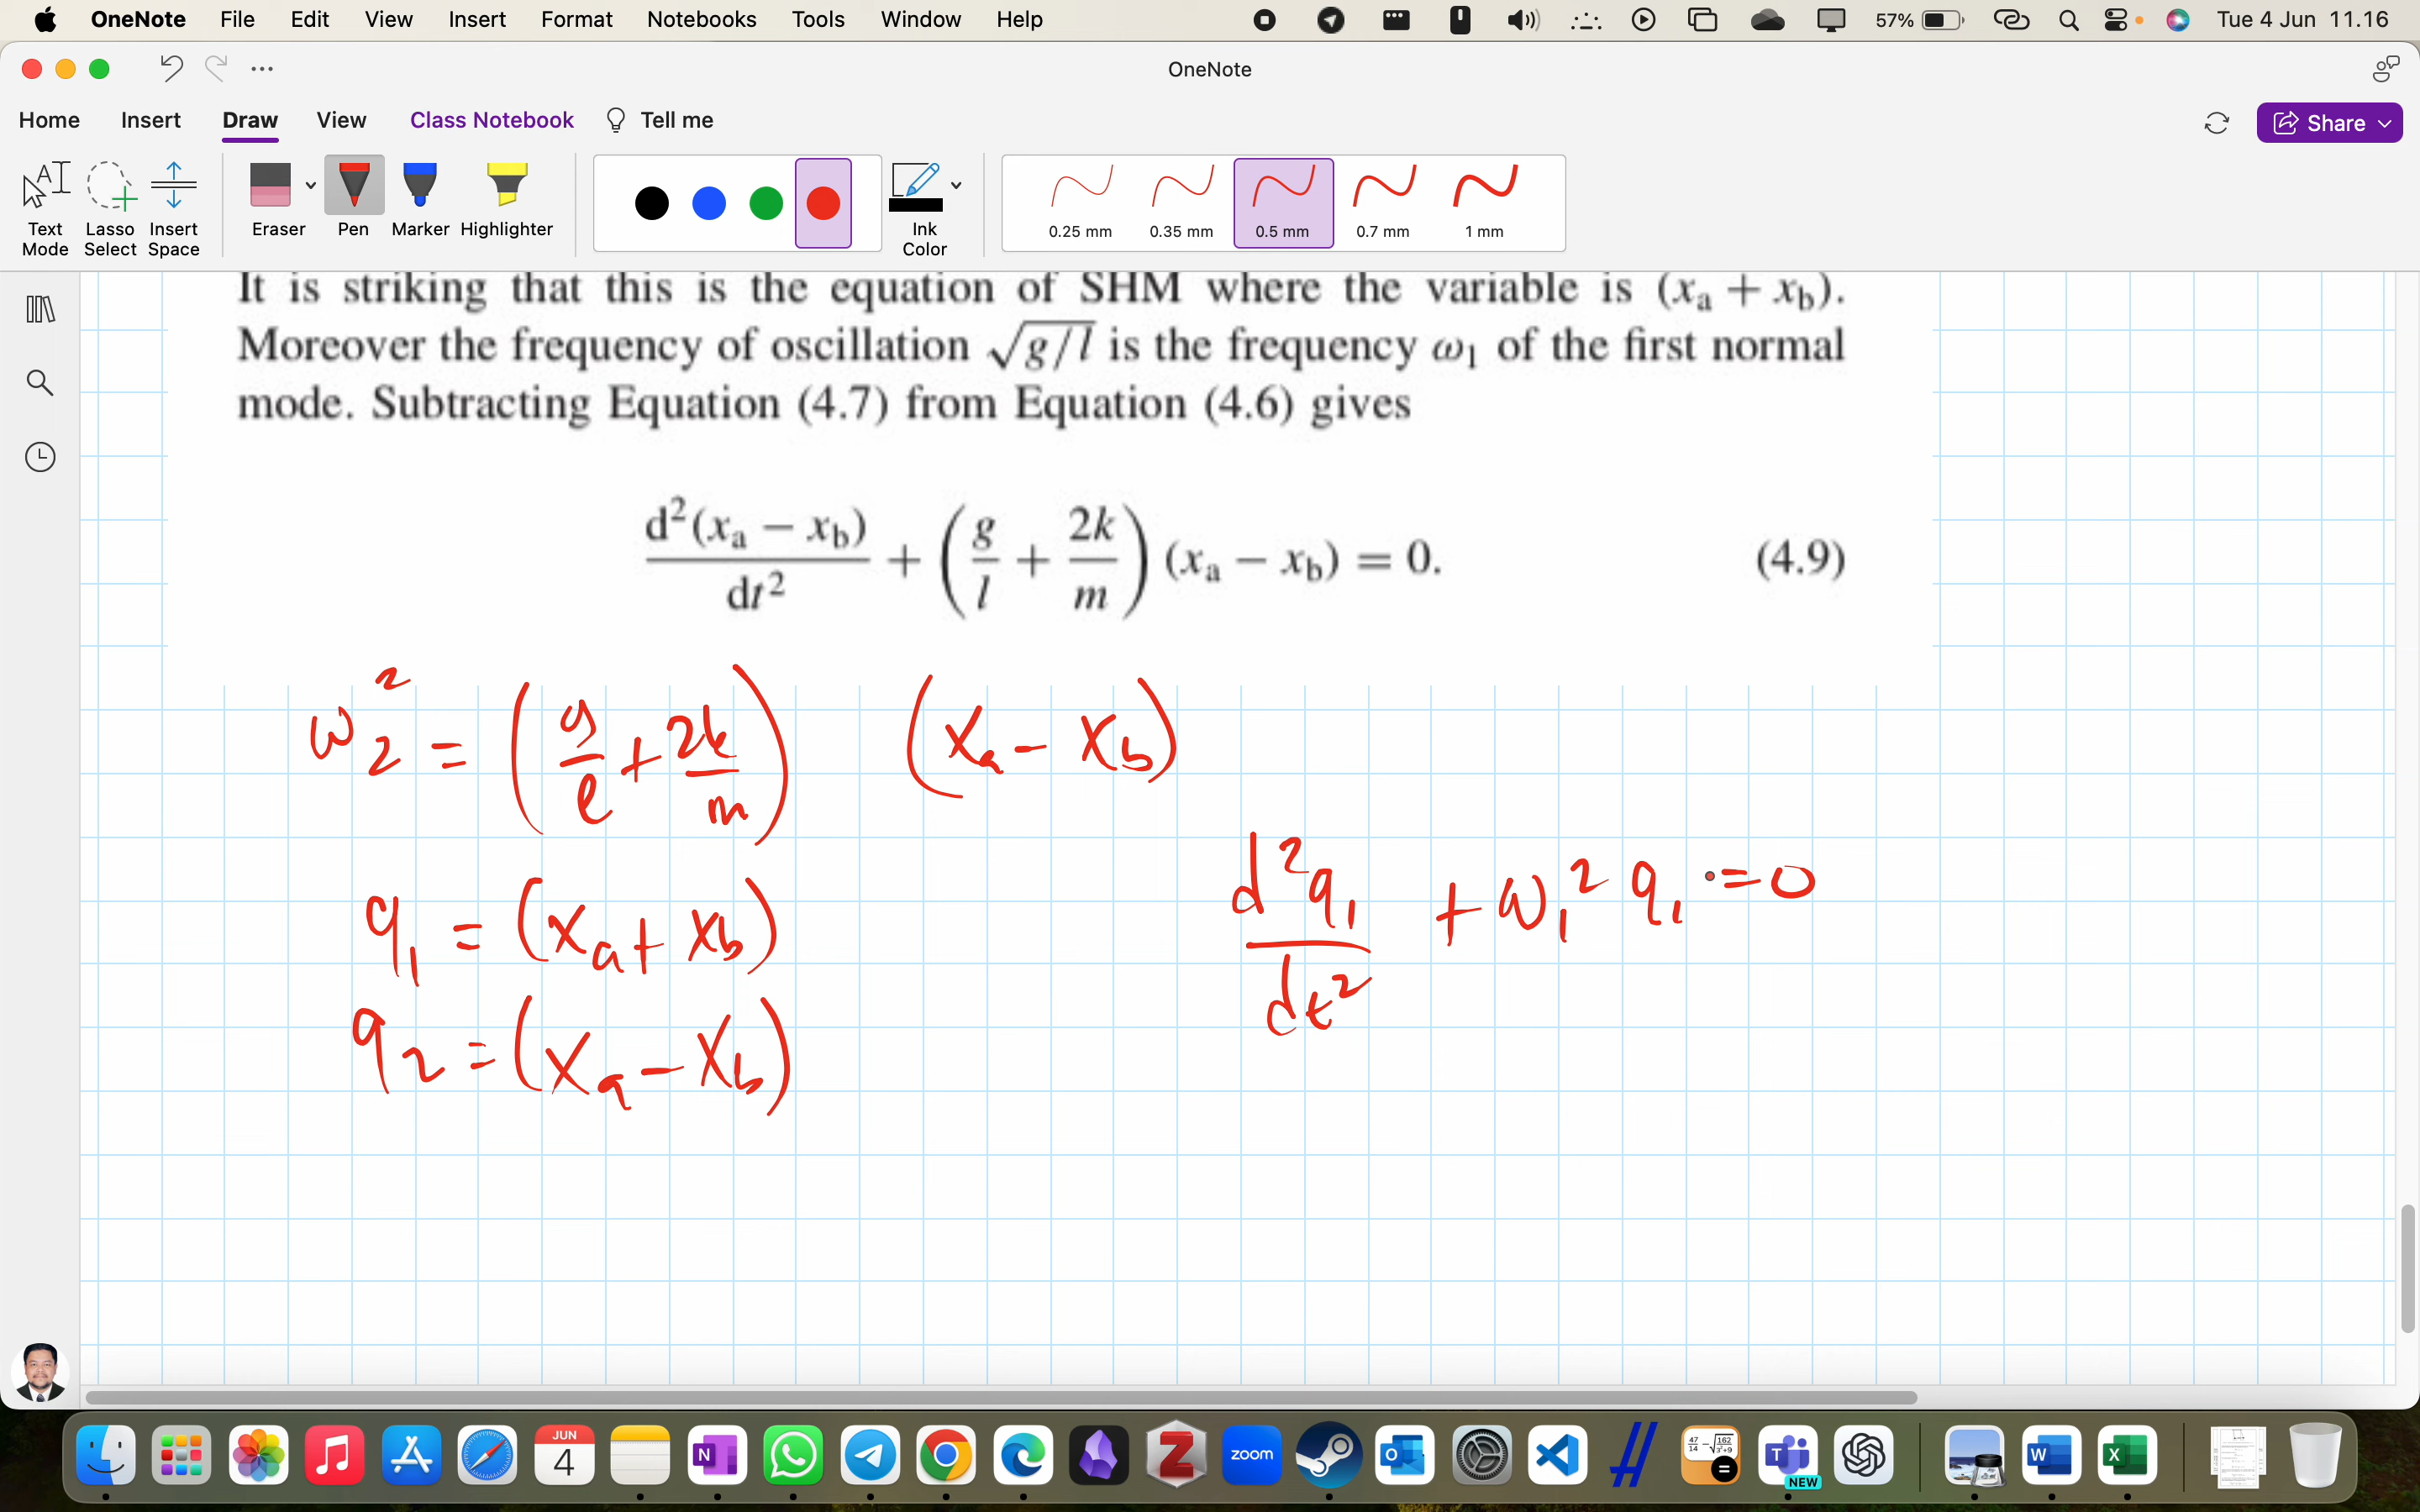 OneNote File Edit View Insert Format Notebooks Tools Window Help 57% Tue 4 Jun 11.16
OneNote
Home Insert Draw View Class Notebook Tell me Share
Text Mode
Lasso Select
Insert Space
Eraser
Pen
Marker
Highlighter
Ink Color
0.25 mm 0.35 mm 0.5 mm 0.7 mm 1 mm
It is striking that this is the equation of SHM where the variable is (xₐ + x_b).
Moreover the frequency of oscillation √(g/l) is the frequency ω₁ of the first normal
mode. Subtracting Equation (4.7) from Equation (4.6) gives
d²(xₐ − x_b)/dt² + (g/l + 2k/m) (xₐ − x_b) = 0. (4.9)
ω₂² = (g/l + 2k/m) (xₐ − x_b)
q₁ = (xₐ + x_b)
d²q₁/dt² + ω₁² q₁ = 0
q₂ = (xₐ − x_b)
JUN
4
N
zoom
O
T
NEW
W
X